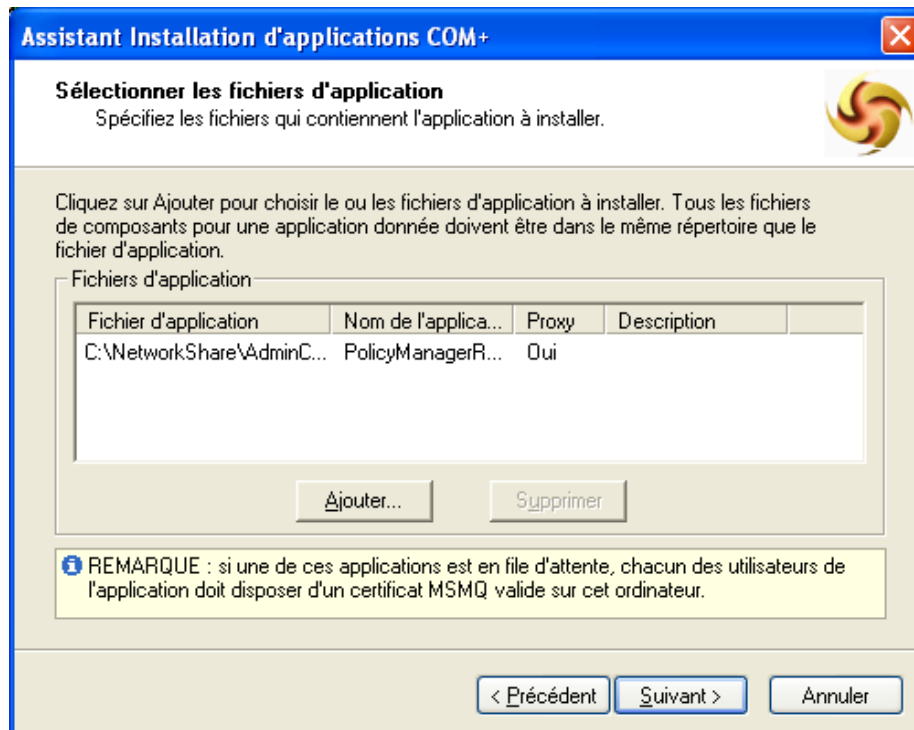 Assistant Installation d'applications COM+
Sélectionner les fichiers d'application
Spécifiez les fichiers qui contiennent l'application à installer.
Cliquez sur Ajouter pour choisir le ou les fichiers d'application à installer. Tous les fichiers
de composants pour une application donnée doivent être dans le même répertoire que le
fichier d'application.
Fichiers d'application
Fichier d'application Nom de l'applica... Proxy Description
C:\NetworkShare\AdminC... PolicyManagerR... Oui
Ajouter... Supprimer
REMARQUE : si une de ces applications est en file d'attente, chacun des utilisateurs de
l'application doit disposer d'un certificat MSMQ valide sur cet ordinateur.
< Précédent Suivant > Annuler